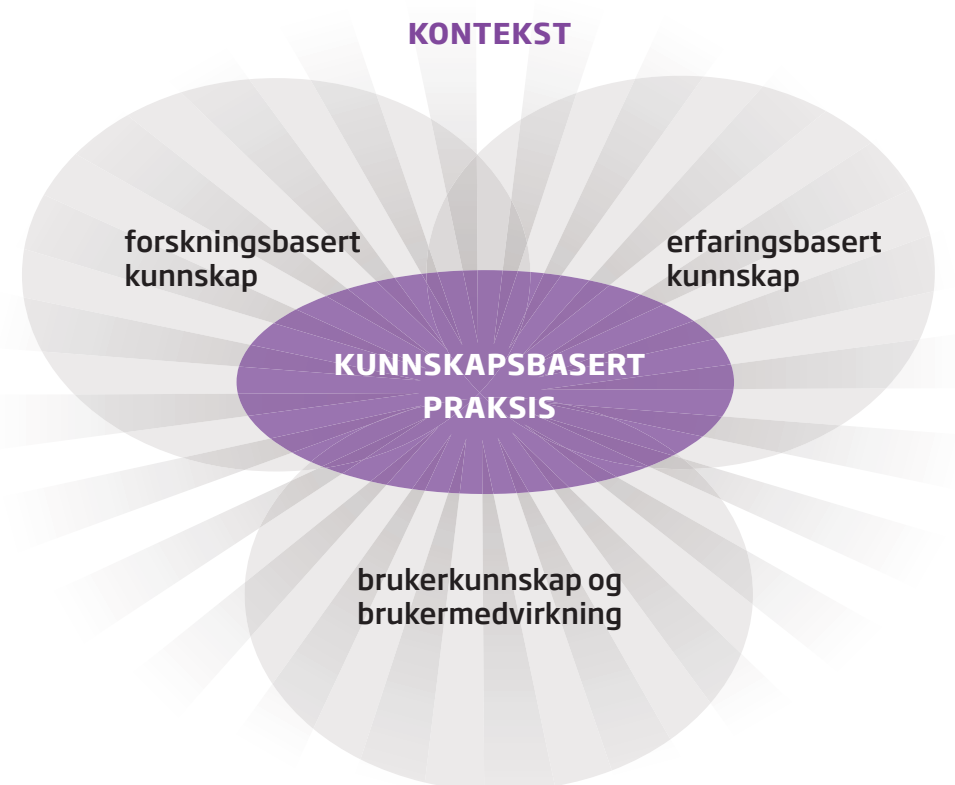 KONTEKST
forskningsbasert
kunnskap
erfaringsbasert
kunnskap
KUNNSKAPSBASERT
PRAKSIS
brukerkunnskap og
brukermedvirkning